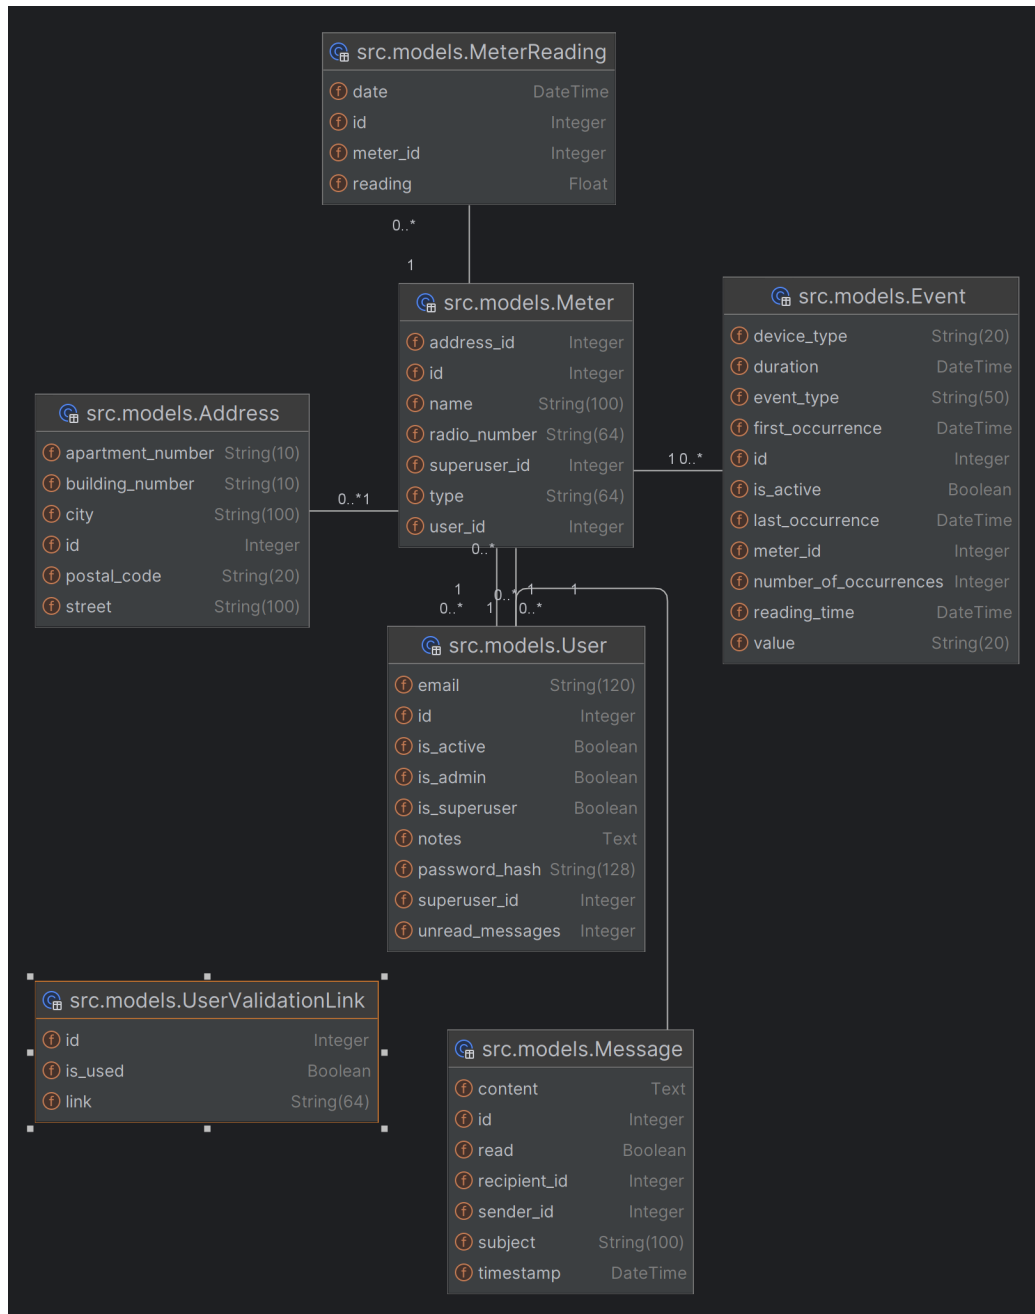 src.models.MeterReading
date DateTime
id Integer
meter_id Integer
reading Float
0..*
1
src.models.Meter
address_id Integer
id Integer
name String(100)
radio_number String(64)
superuser_id Integer
type String(64)
user_id Integer
src.models.Event
device_type String(20)
duration DateTime
event_type String(50)
first_occurrence DateTime
id Integer
is_active Boolean
last_occurrence DateTime
meter_id Integer
number_of_occurrences Integer
reading_time DateTime
value String(20)
1 0..*
src.models.Address
apartment_number String(10)
building_number String(10)
city String(100)
id Integer
postal_code String(20)
street String(100)
0..*1
0..*
1 1 1
0..*
0..* 1 0..*
src.models.User
email String(120)
id Integer
is_active Boolean
is_admin Boolean
is_superuser Boolean
notes Text
password_hash String(128)
superuser_id Integer
unread_messages Integer
src.models.UserValidationLink
id Integer
is_used Boolean
link String(64)
src.models.Message
content Text
id Integer
read Boolean
recipient_id Integer
sender_id Integer
subject String(100)
timestamp DateTime